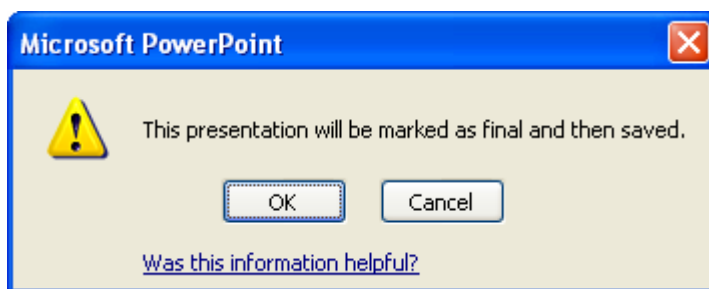 Microsoft PowerPoint
This presentation will be marked as final and then saved.
OK Cancel
Was this information helpful?